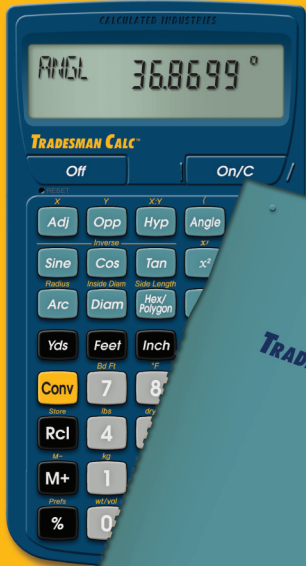 CALCULATED INDUSTRIES
ANGL 36.8699 °
TRADESMAN CALC™
Off On/C
RESET
X Y X:Y (
Adj Opp Hyp Angle
Inverse
Sine Cos Tan x²
Radius Inside Diam Side Length
Arc Diam Hex/
Polygon
Yds Feet Inch
Bd Ft °F
Conv 7 8
Store lbs dry
Rcl 4
M- kg
M+ 1
Prefs wt/vol
% 0